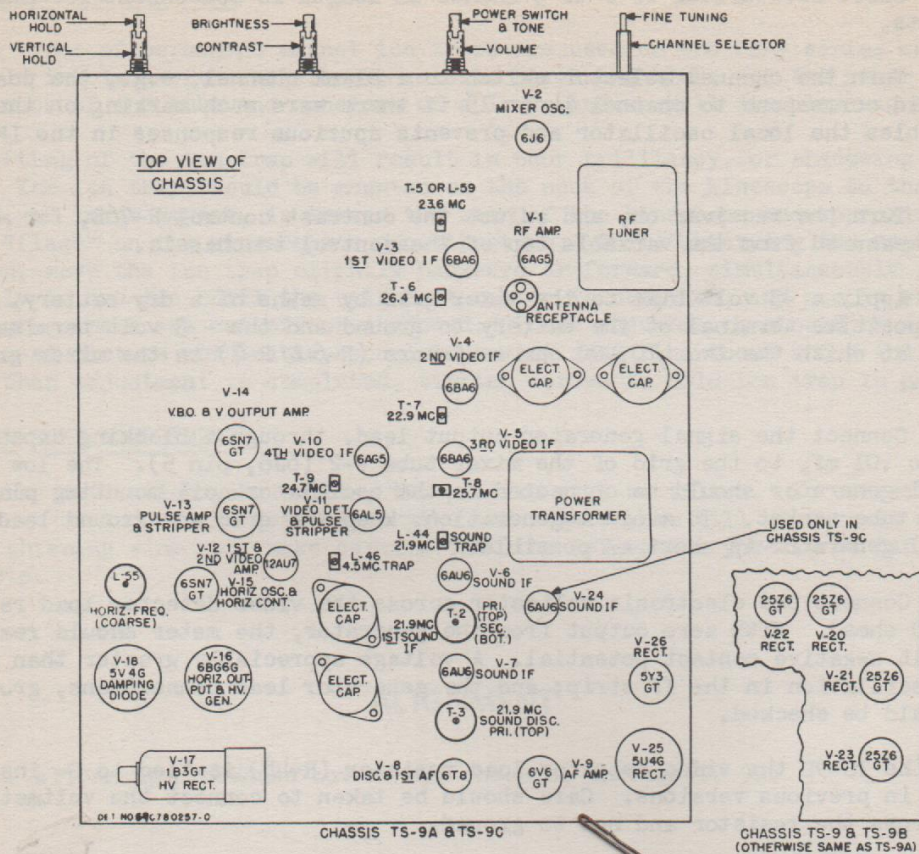 HORIZONTAL
HOLD
VERTICAL
HOLD
BRIGHTNESS
CONTRAST
POWER SWITCH
& TONE
VOLUME
FINE TUNING
CHANNEL SELECTOR
TOP VIEW OF
CHASSIS
V-2
MIXER OSC.
6J6
RF
TUNER
T-5 OR L-59
23.6 MC
V-1
RF AMP.
6AG5
V-3
1ST VIDEO IF
6BA6
T-6
26.4 MC
ANTENNA
RECEPTACLE
V-4
2ND VIDEO IF
6BA6
ELECT.
CAP.
ELECT.
CAP.
T-7
22.9 MC
V-14
V.B.O. & V OUTPUT AMP.
6SN7
GT
V-10
4TH VIDEO IF
6AG5
V-5
3RD VIDEO IF
6BA6
T-9
24.7 MC
T-8
25.7 MC
POWER
TRANSFORMER
V-13
PULSE AMP
& STRIPPER
6SN7
GT
V-11
VIDEO DET.
& PULSE
STRIPPER
6AL5
L-44
21.9 MC
SOUND
TRAP
USED ONLY IN
CHASSIS TS-9C
V-12 1ST &
2ND VIDEO
AMP
12AU7
L-46
4.5 MC TRAP
V-6
SOUND IF
6AU6
L-55
HORIZ. FREQ.
(COARSE)
6SN7
GT
V-15
HORIZ OSC. &
HORIZ. CONT.
ELECT.
CAP.
21.9MC
1ST SOUND
IF
T-2
PRI.
(TOP)
SEC.
(BOT)
6AU6
V-24
SOUND IF
V-18
5V4G
DAMPING
DIODE
V-16
6BG6G
HORIZ. OUT-
PUT & HV.
GEN.
ELECT.
CAP.
6AU6
V-7
SOUND IF
RECT.
5Y3
GT
T-3
21.9 MC
SOUND DISC.
PRI. (TOP)
V-17
1B3GT
HV. RECT.
V-8
DISC & 1ST AF
6T8
6V6
GT
V-9
AF AMP.
V-25
5U4G
RECT.
CHASSIS TS-9A & TS-9C
25Z6
GT
V-22
RECT.
25Z6
GT
V-20
RECT.
V-21
RECT.
25Z6
GT
V-23
RECT.
25Z6
GT
CHASSIS TS-9 & TS-9B
(OTHERWISE SAME AS TS-9A)